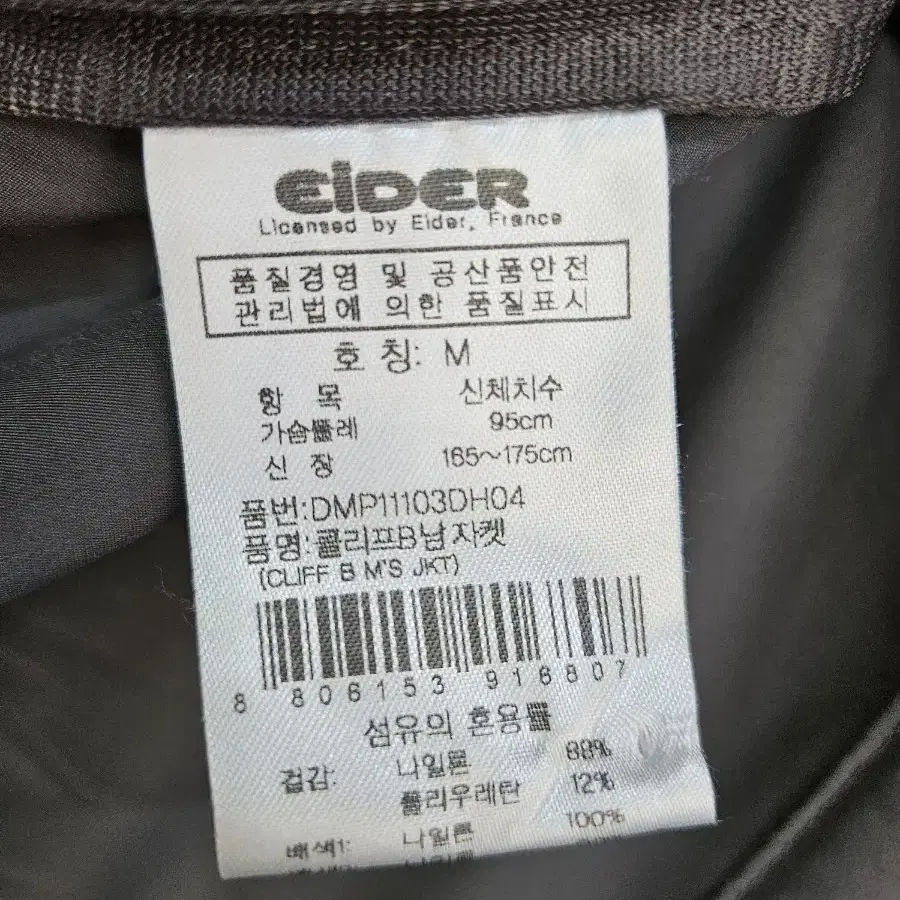 EiDER
Licensed by Eider, France
품질경영 및 공산품안전
관리법에 의한 품질표시
호 칭: M
항 목 신체치수
가슴둘레 95cm
신 장 165~175cm
품번:DMP11103DH04
품명:클리프B남자켓
(CLIFF B M'S JKT)
8 806153 916807
섬유의 혼용률
겉감: 나일론 88%
폴리우레탄 12%
배색1: 나일론 100%